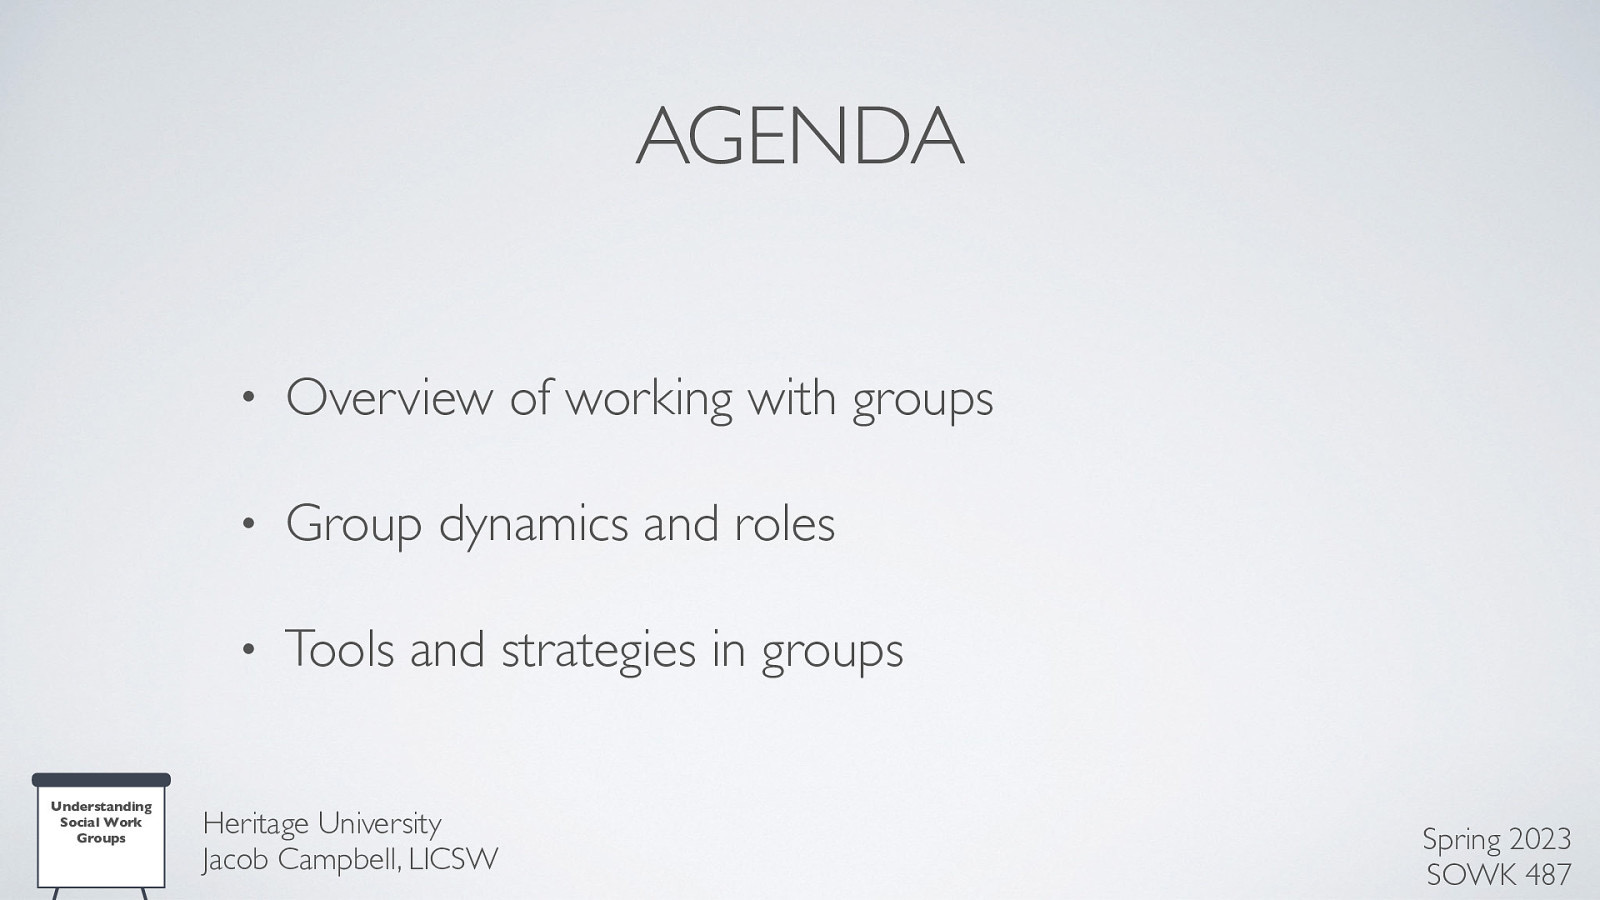 AGENDA
• Overview of working with groups
• Group dynamics and roles
• Tools and strategies in groups
Understanding
Social Work
Groups
Heritage University
Jacob Campbell, LICSW
Spring 2023
SOWK 487